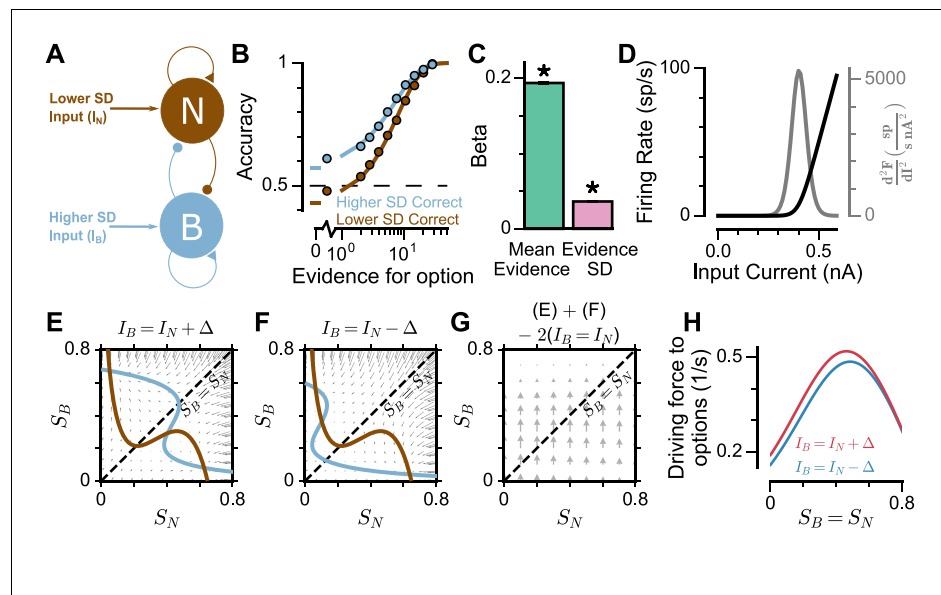 A
Lower SD
Input (I_N)
N
Higher SD
Input (I_B)
B
B
Accuracy
1
0.5
0
10^0
10^1
Higher SD Correct
Lower SD Correct
Evidence for option
C
Beta
0.2
0
*
*
Mean
Evidence
Evidence
SD
D
Firing Rate (sp/s)
100
0
0.0
0.5
Input Current (nA)
5000
0
d²F/dI² (sp/s nA²)
E
I_B = I_N + Δ
S_B
0.8
0
S_B = S_N
0
0.8
S_N
F
I_B = I_N − Δ
S_B
0.8
0
S_B = S_N
0
0.8
S_N
G
(E) + (F)
− 2(I_B = I_N)
S_B
0.8
0
S_B = S_N
0
0.8
S_N
H
Driving force to
options (1/s)
0.5
0.2
I_B = I_N + Δ
I_B = I_N − Δ
0
0.8
S_B = S_N